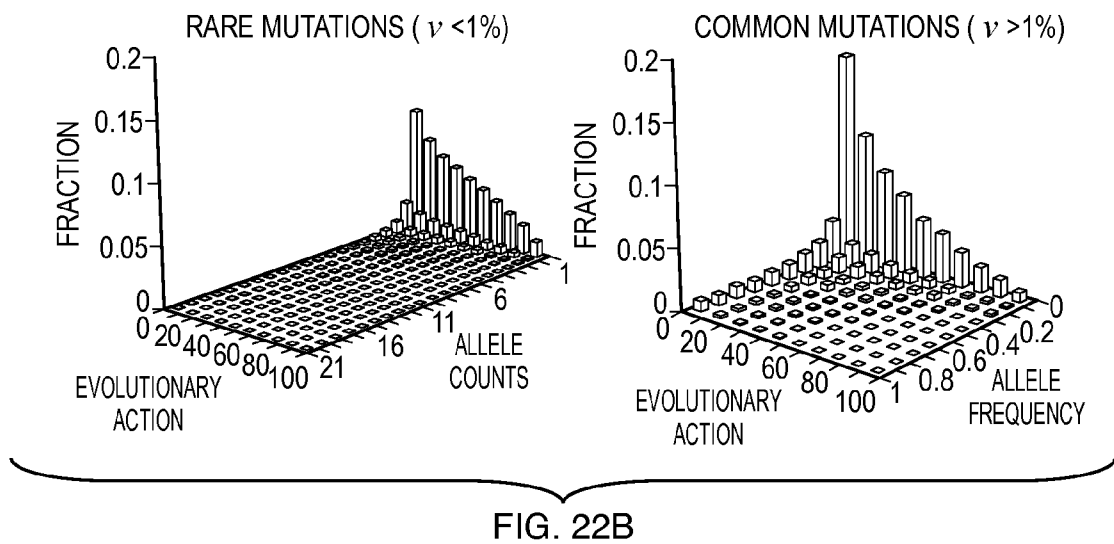 RARE MUTATIONS ( v <1%)
0.2
0.15
0.1
0.05
0
FRACTION
0
20
40
60
80
100
EVOLUTIONARY
ACTION
21
16
11
6
1
ALLELE
COUNTS
COMMON MUTATIONS ( v >1%)
0.2
0.15
0.1
0.05
0
FRACTION
0
20
40
60
80
100
EVOLUTIONARY
ACTION
1
0.8
0.6
0.4
0.2
0
ALLELE
FREQUENCY
FIG. 22B